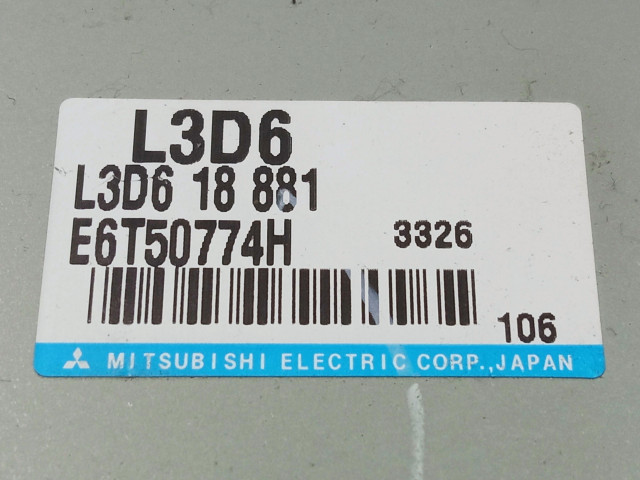 L3D6
L3D6 18 881
E6T50774H 3326
106
MITSUBISHI ELECTRIC CORP.,JAPAN